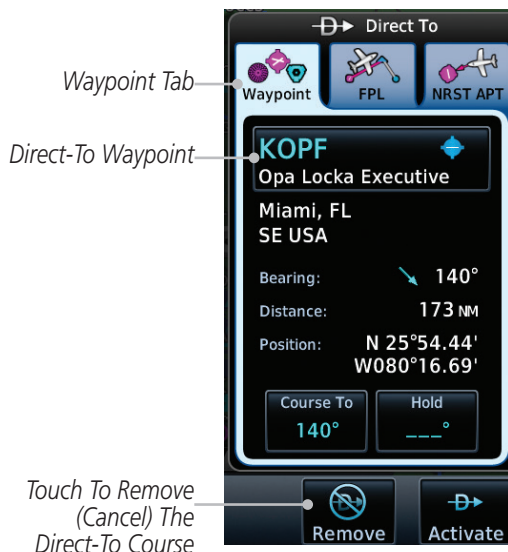 Direct To
Waypoint Tab
Waypoint
FPL
NRST APT
Direct-To Waypoint
KOPF
Opa Locka Executive
Miami, FL
SE USA
Bearing: 140°
Distance: 173 NM
Position: N 25°54.44'
W080°16.69'
Course To
140°
Hold
___°
Touch To Remove
(Cancel) The
Direct-To Course
Remove
Activate